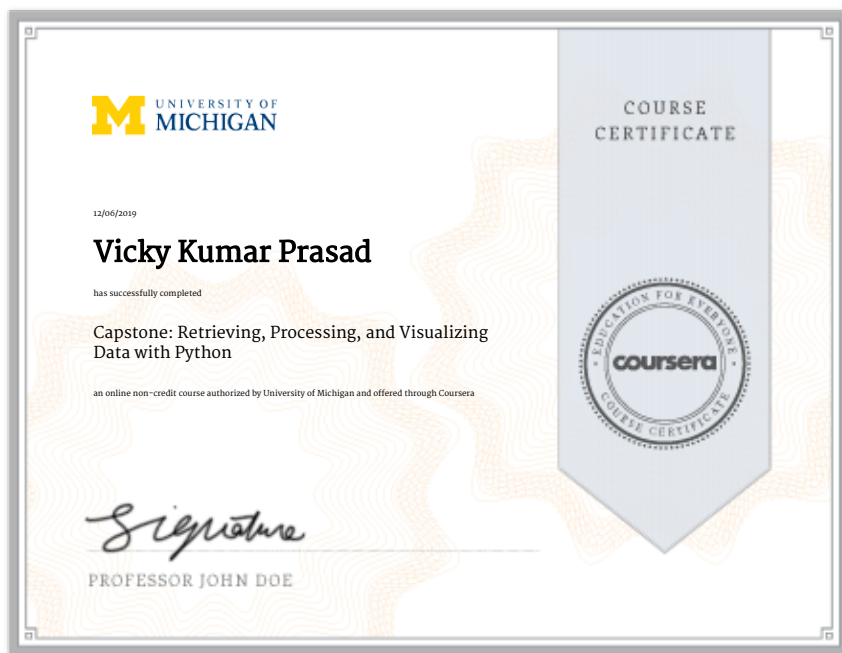 UNIVERSITY OF
MICHIGAN
COURSE
CERTIFICATE
12/06/2019
Vicky Kumar Prasad
has successfully completed
Capstone: Retrieving, Processing, and Visualizing
Data with Python
an online non-credit course authorized by University of Michigan and offered through Coursera
EDUCATION FOR EVERYONE
coursera
COURSE CERTIFICATE
Signature
PROFESSOR JOHN DOE